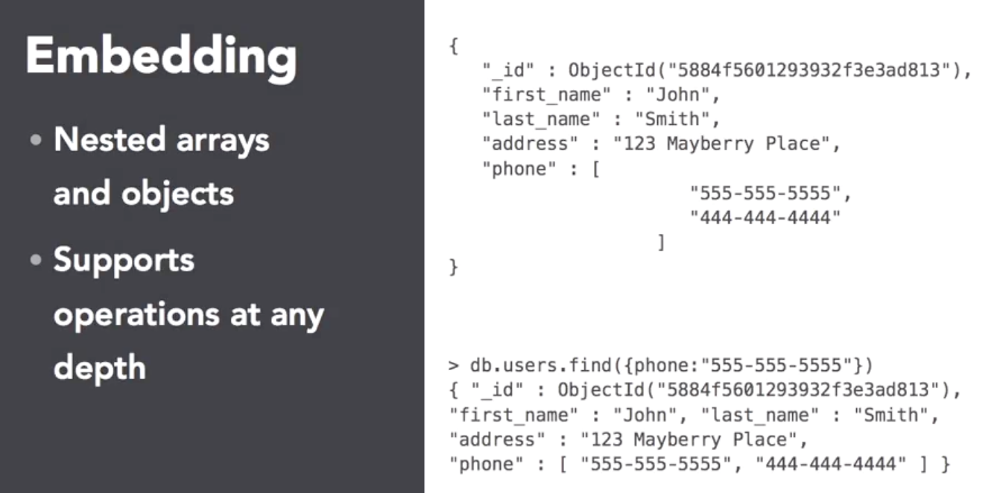 Embedding
• Nested arrays
and objects
• Supports
operations at any
depth
{
"_id" : ObjectId("5884f5601293932f3e3ad813"),
"first_name" : "John",
"last_name" : "Smith",
"address" : "123 Mayberry Place",
"phone" : [
"555-555-5555",
"444-444-4444"
]
}
> db.users.find({phone:"555-555-5555"})
{ "_id" : ObjectId("5884f5601293932f3e3ad813"),
"first_name" : "John", "last_name" : "Smith",
"address" : "123 Mayberry Place",
"phone" : [ "555-555-5555", "444-444-4444" ] }